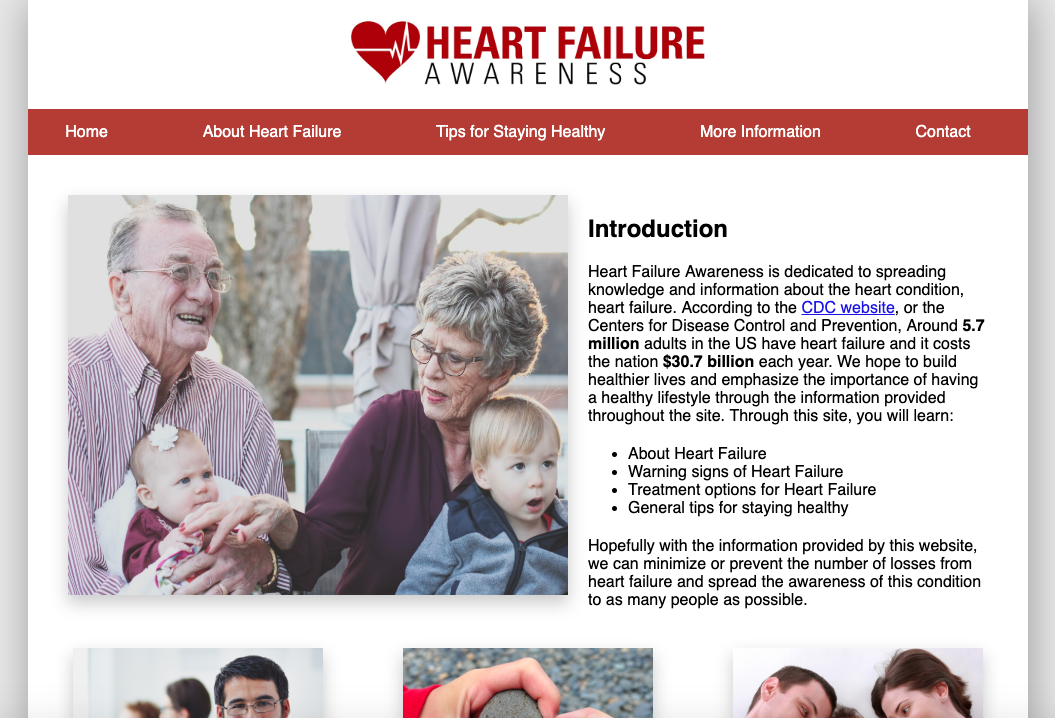 HEART FAILURE
AWARENESS
Home About Heart Failure Tips for Staying Healthy More Information Contact
Introduction
Heart Failure Awareness is dedicated to spreading
knowledge and information about the heart condition,
heart failure. According to the CDC website, or the
Centers for Disease Control and Prevention, Around 5.7
million adults in the US have heart failure and it costs
the nation $30.7 billion each year. We hope to build
healthier lives and emphasize the importance of having
a healthy lifestyle through the information provided
throughout the site. Through this site, you will learn:
• About Heart Failure
• Warning signs of Heart Failure
• Treatment options for Heart Failure
• General tips for staying healthy
Hopefully with the information provided by this website,
we can minimize or prevent the number of losses from
heart failure and spread the awareness of this condition
to as many people as possible.